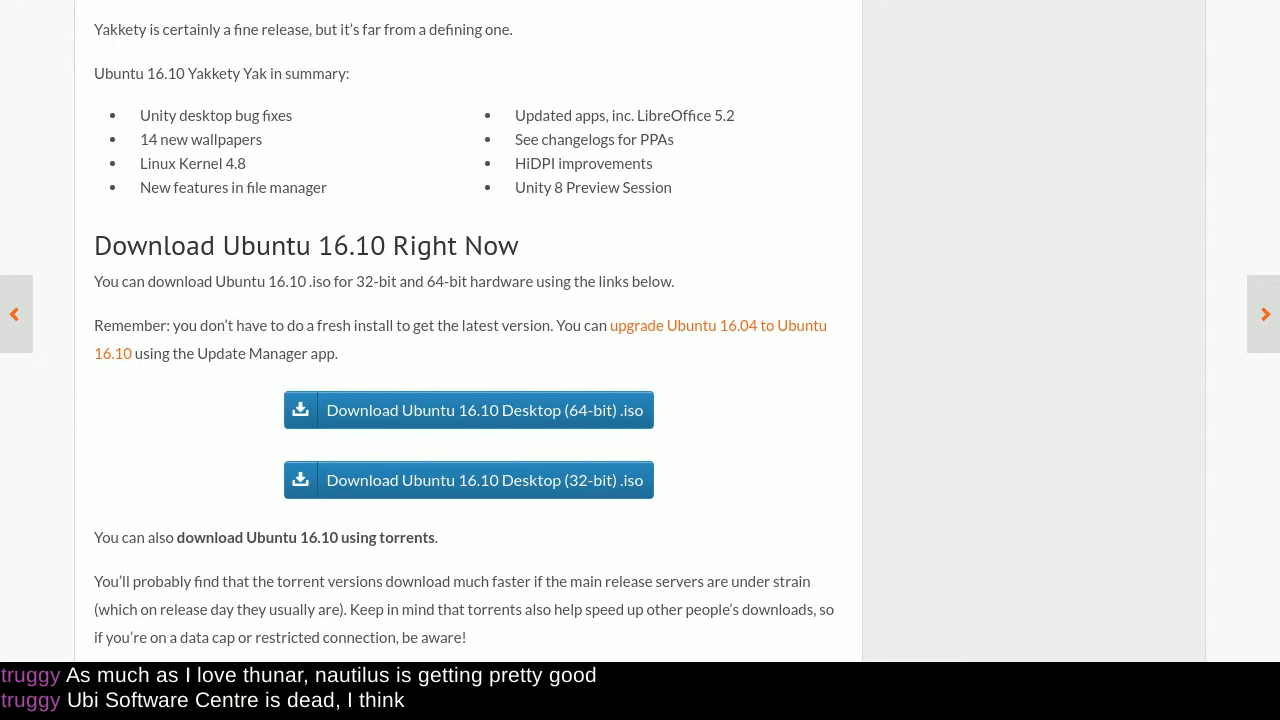 Yakkety is certainly a fine release, but it’s far from a defining one.
Ubuntu 16.10 Yakkety Yak in summary:
Unity desktop bug fixes
14 new wallpapers
Linux Kernel 4.8
New features in file manager
Updated apps, inc. LibreOffice 5.2
See changelogs for PPAs
HiDPI improvements
Unity 8 Preview Session
Download Ubuntu 16.10 Right Now
You can download Ubuntu 16.10 .iso for 32-bit and 64-bit hardware using the links below.
Remember: you don’t have to do a fresh install to get the latest version. You can upgrade Ubuntu 16.04 to Ubuntu
16.10 using the Update Manager app.
Download Ubuntu 16.10 Desktop (64-bit) .iso
Download Ubuntu 16.10 Desktop (32-bit) .iso
You can also download Ubuntu 16.10 using torrents.
You’ll probably find that the torrent versions download much faster if the main release servers are under strain
(which on release day they usually are). Keep in mind that torrents also help speed up other people’s downloads, so
if you’re on a data cap or restricted connection, be aware!
truggy As much as I love thunar, nautilus is getting pretty good
truggy Ubi Software Centre is dead, I think